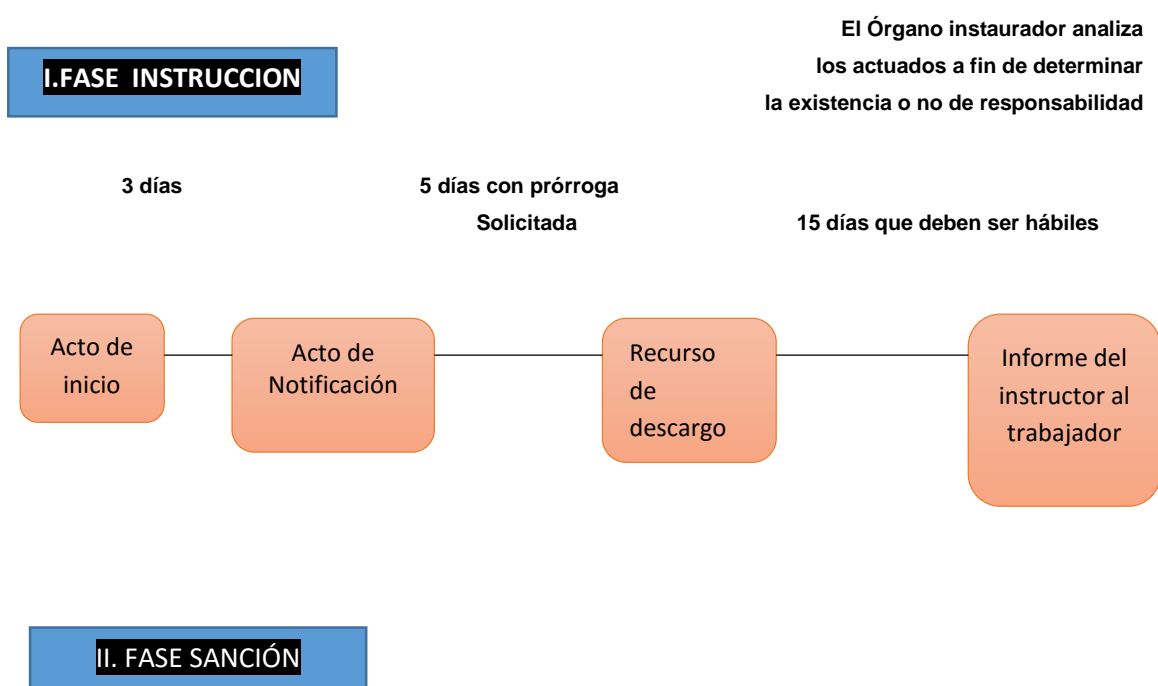 El Órgano instaurador analiza
los actuados a fin de determinar
la existencia o no de responsabilidad
I.FASE INSTRUCCION
3 días
5 días con prórroga
Solicitada
15 días que deben ser hábiles
Acto de
inicio
Acto de
Notificación
Recurso
de
descargo
Informe del
instructor al
trabajador
II. FASE SANCIÓN